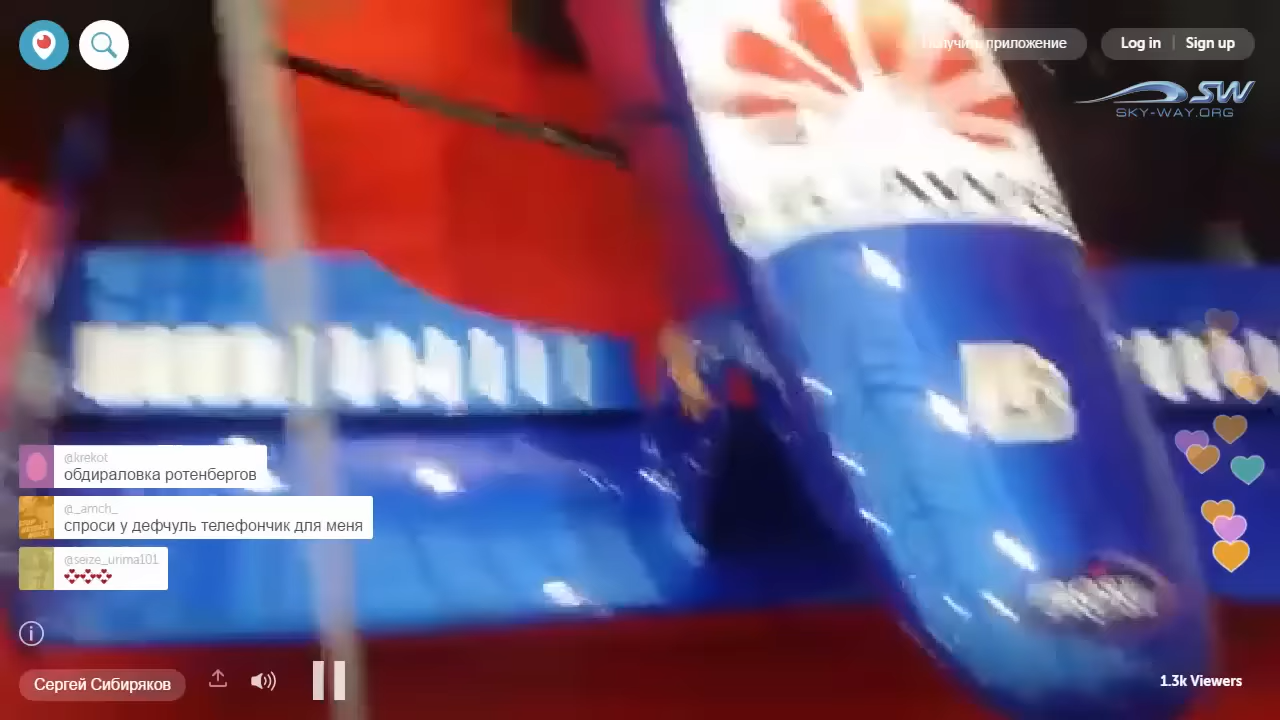 Получить приложение
Log in
Sign up
SW
SKY-WAY.ORG
@krekot
обдираловка ротенбергов
@_amch_
спроси у дефчуль телефончик для меня
@seize_urima101
Сергей Сибиряков
1.3k Viewers